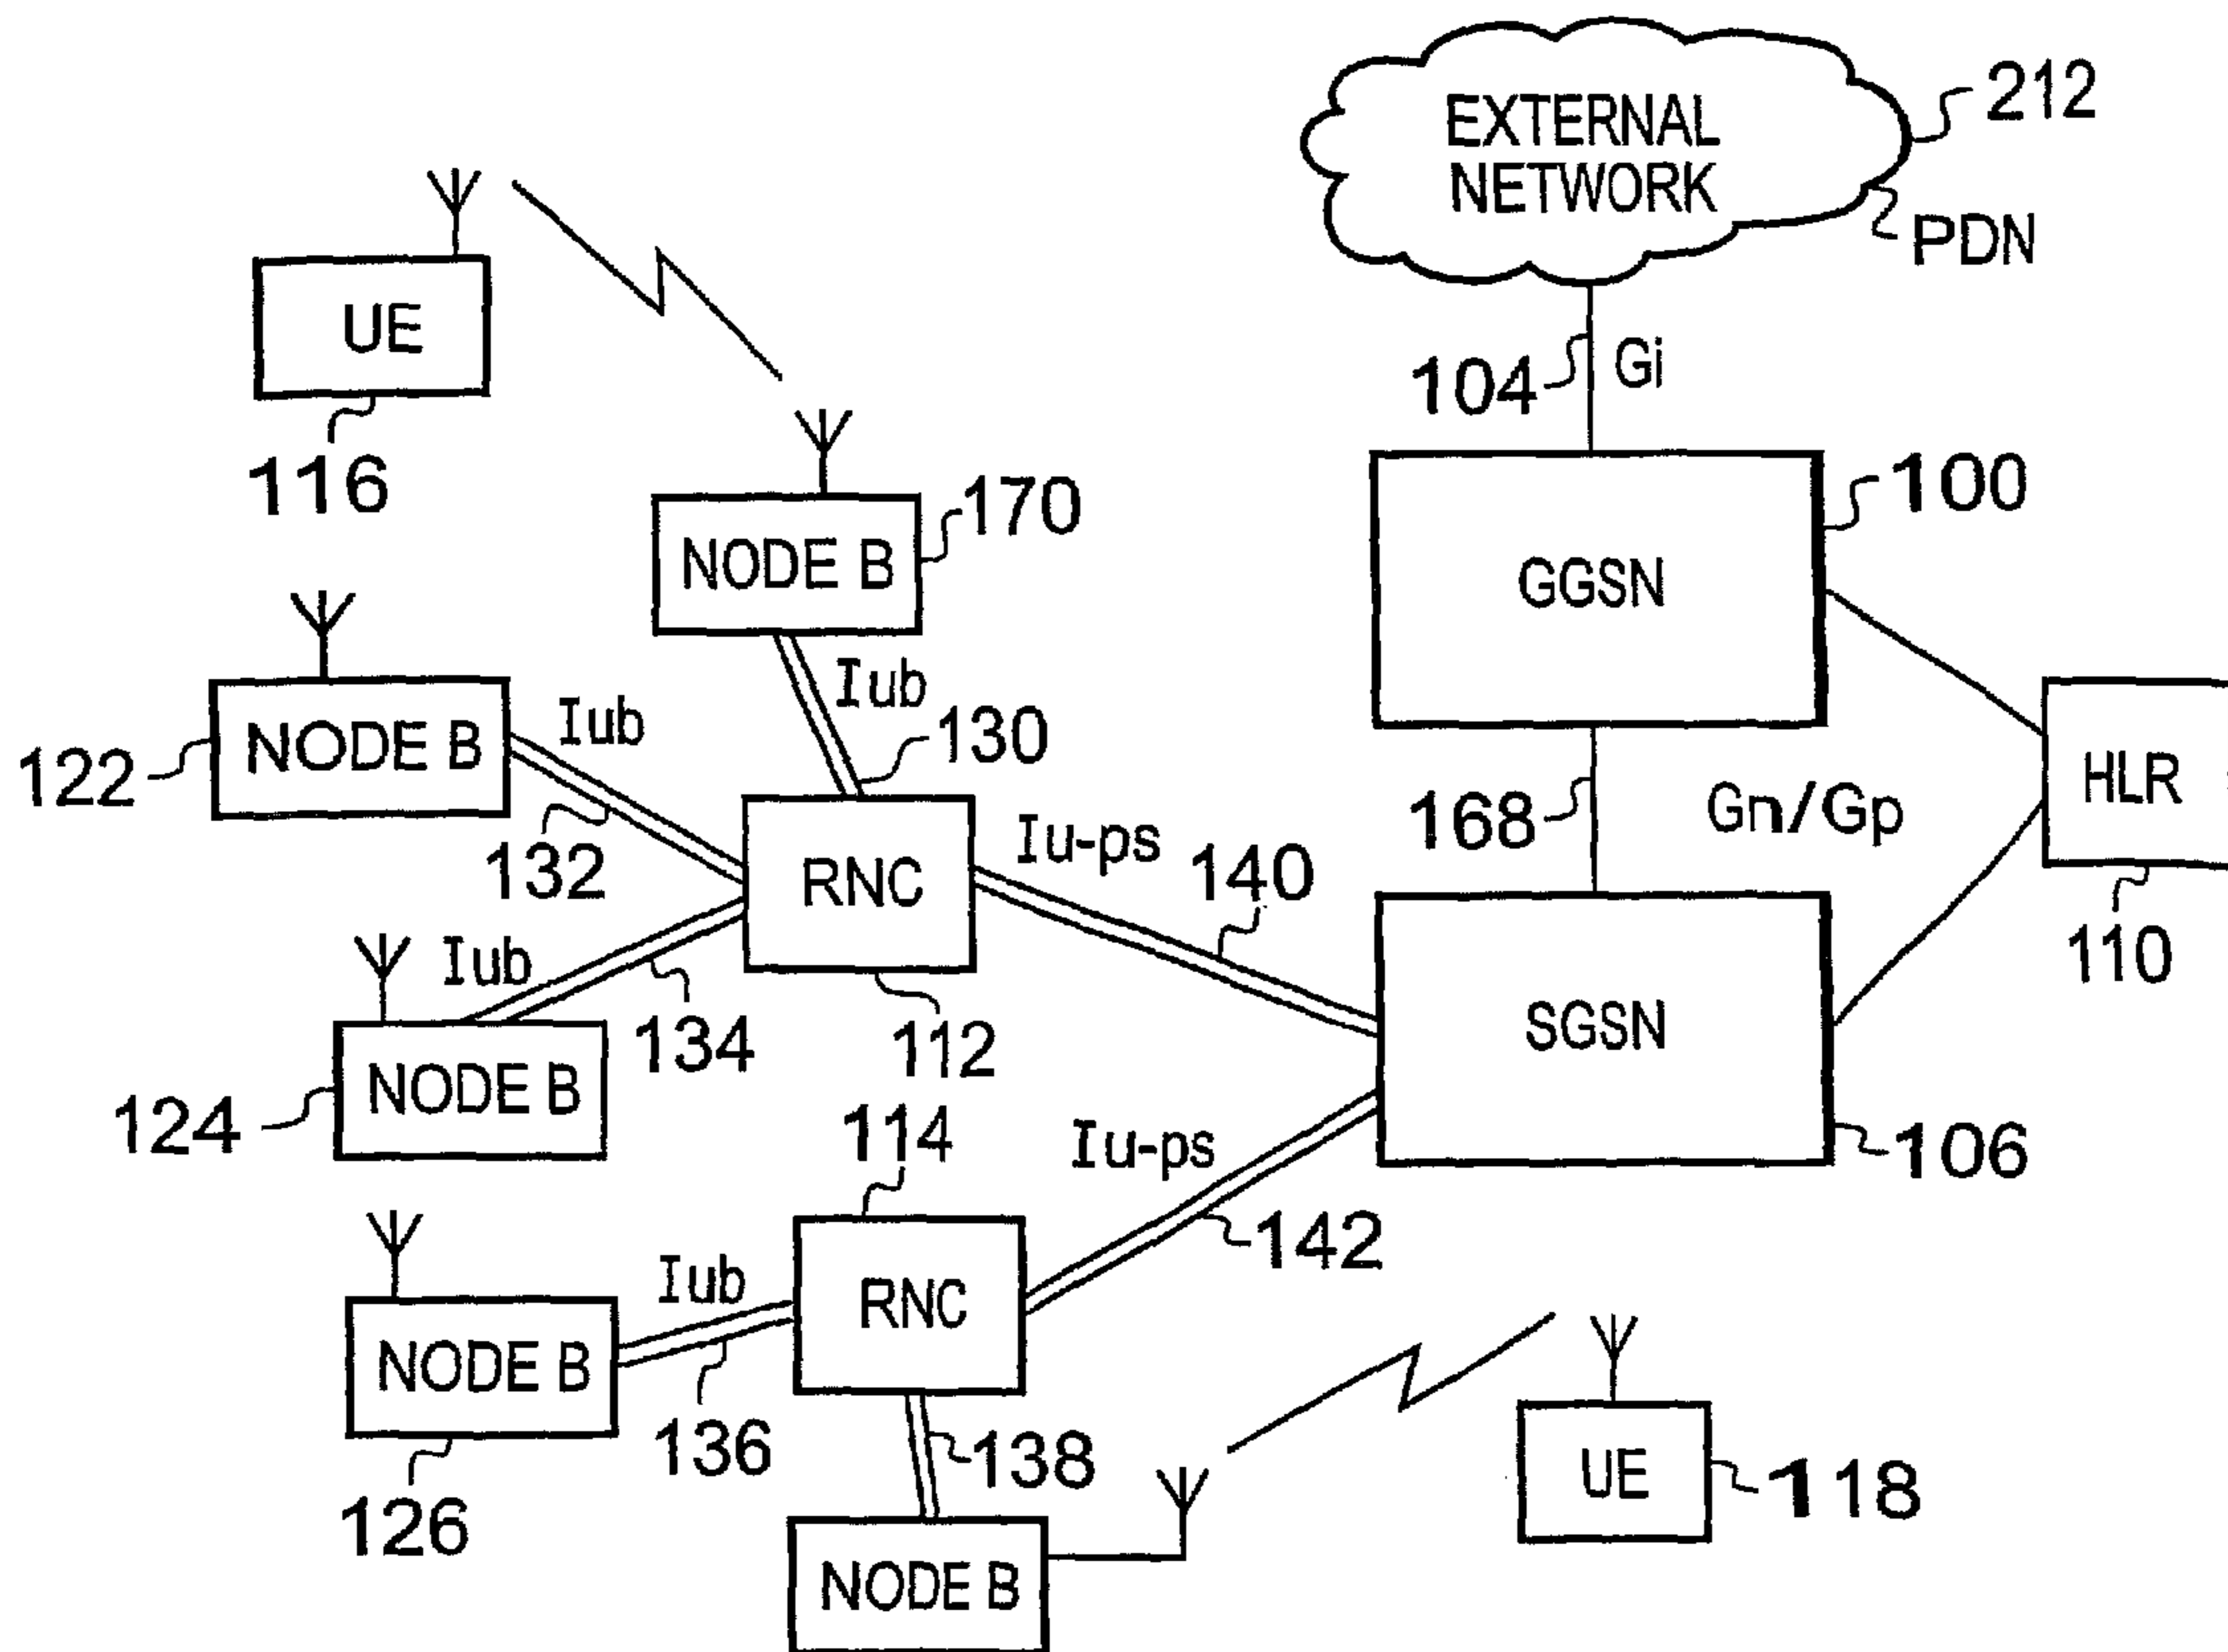 EXTERNAL
NETWORK
212
PDN
UE
116
104
Gi
NODE B
170
GGSN
100
NODE B
122
Iub
132
Iub
130
RNC
112
Iu-ps
140
168
Gn/Gp
HLR
110
Iub
134
NODE B
124
SGSN
106
114
Iu-ps
142
RNC
Iub
136
NODE B
126
138
NODE B
UE
118